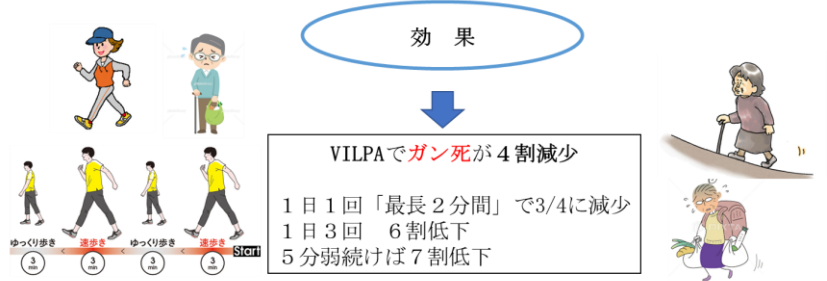 効 果
VILPAでガン死が４割減少
１日１回「最長２分間」で3/4に減少
１日３回　６割低下
５分弱続けば７割低下
ゆっくり歩き 速歩き ゆっくり歩き 速歩き Start
3 min 3 min 3 min 3 min